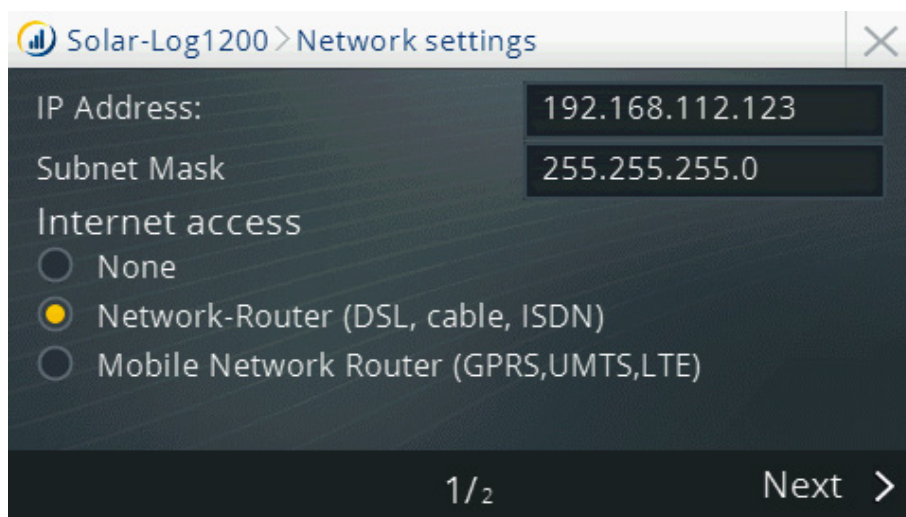 Solar-Log1200 > Network settings
IP Address: 192.168.112.123
Subnet Mask 255.255.255.0
Internet access
None
Network-Router (DSL, cable, ISDN)
Mobile Network Router (GPRS,UMTS,LTE)
1/2 Next >